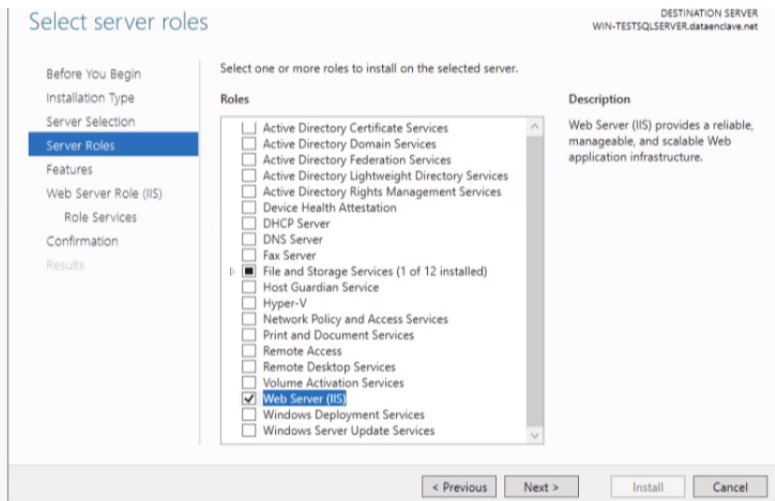 Select server roles
DESTINATION SERVER
WIN-TESTSQLSERVER.dataenclave.net
Before You Begin
Installation Type
Server Selection
Server Roles
Features
Web Server Role (IIS)
Role Services
Confirmation
Results
Select one or more roles to install on the selected server.
Roles
Active Directory Certificate Services
Active Directory Domain Services
Active Directory Federation Services
Active Directory Lightweight Directory Services
Active Directory Rights Management Services
Device Health Attestation
DHCP Server
DNS Server
Fax Server
File and Storage Services (1 of 12 installed)
Host Guardian Service
Hyper-V
Network Policy and Access Services
Print and Document Services
Remote Access
Remote Desktop Services
Volume Activation Services
Web Server (IIS)
Windows Deployment Services
Windows Server Update Services
Description
Web Server (IIS) provides a reliable,
manageable, and scalable Web
application infrastructure.
< Previous
Next >
Install
Cancel